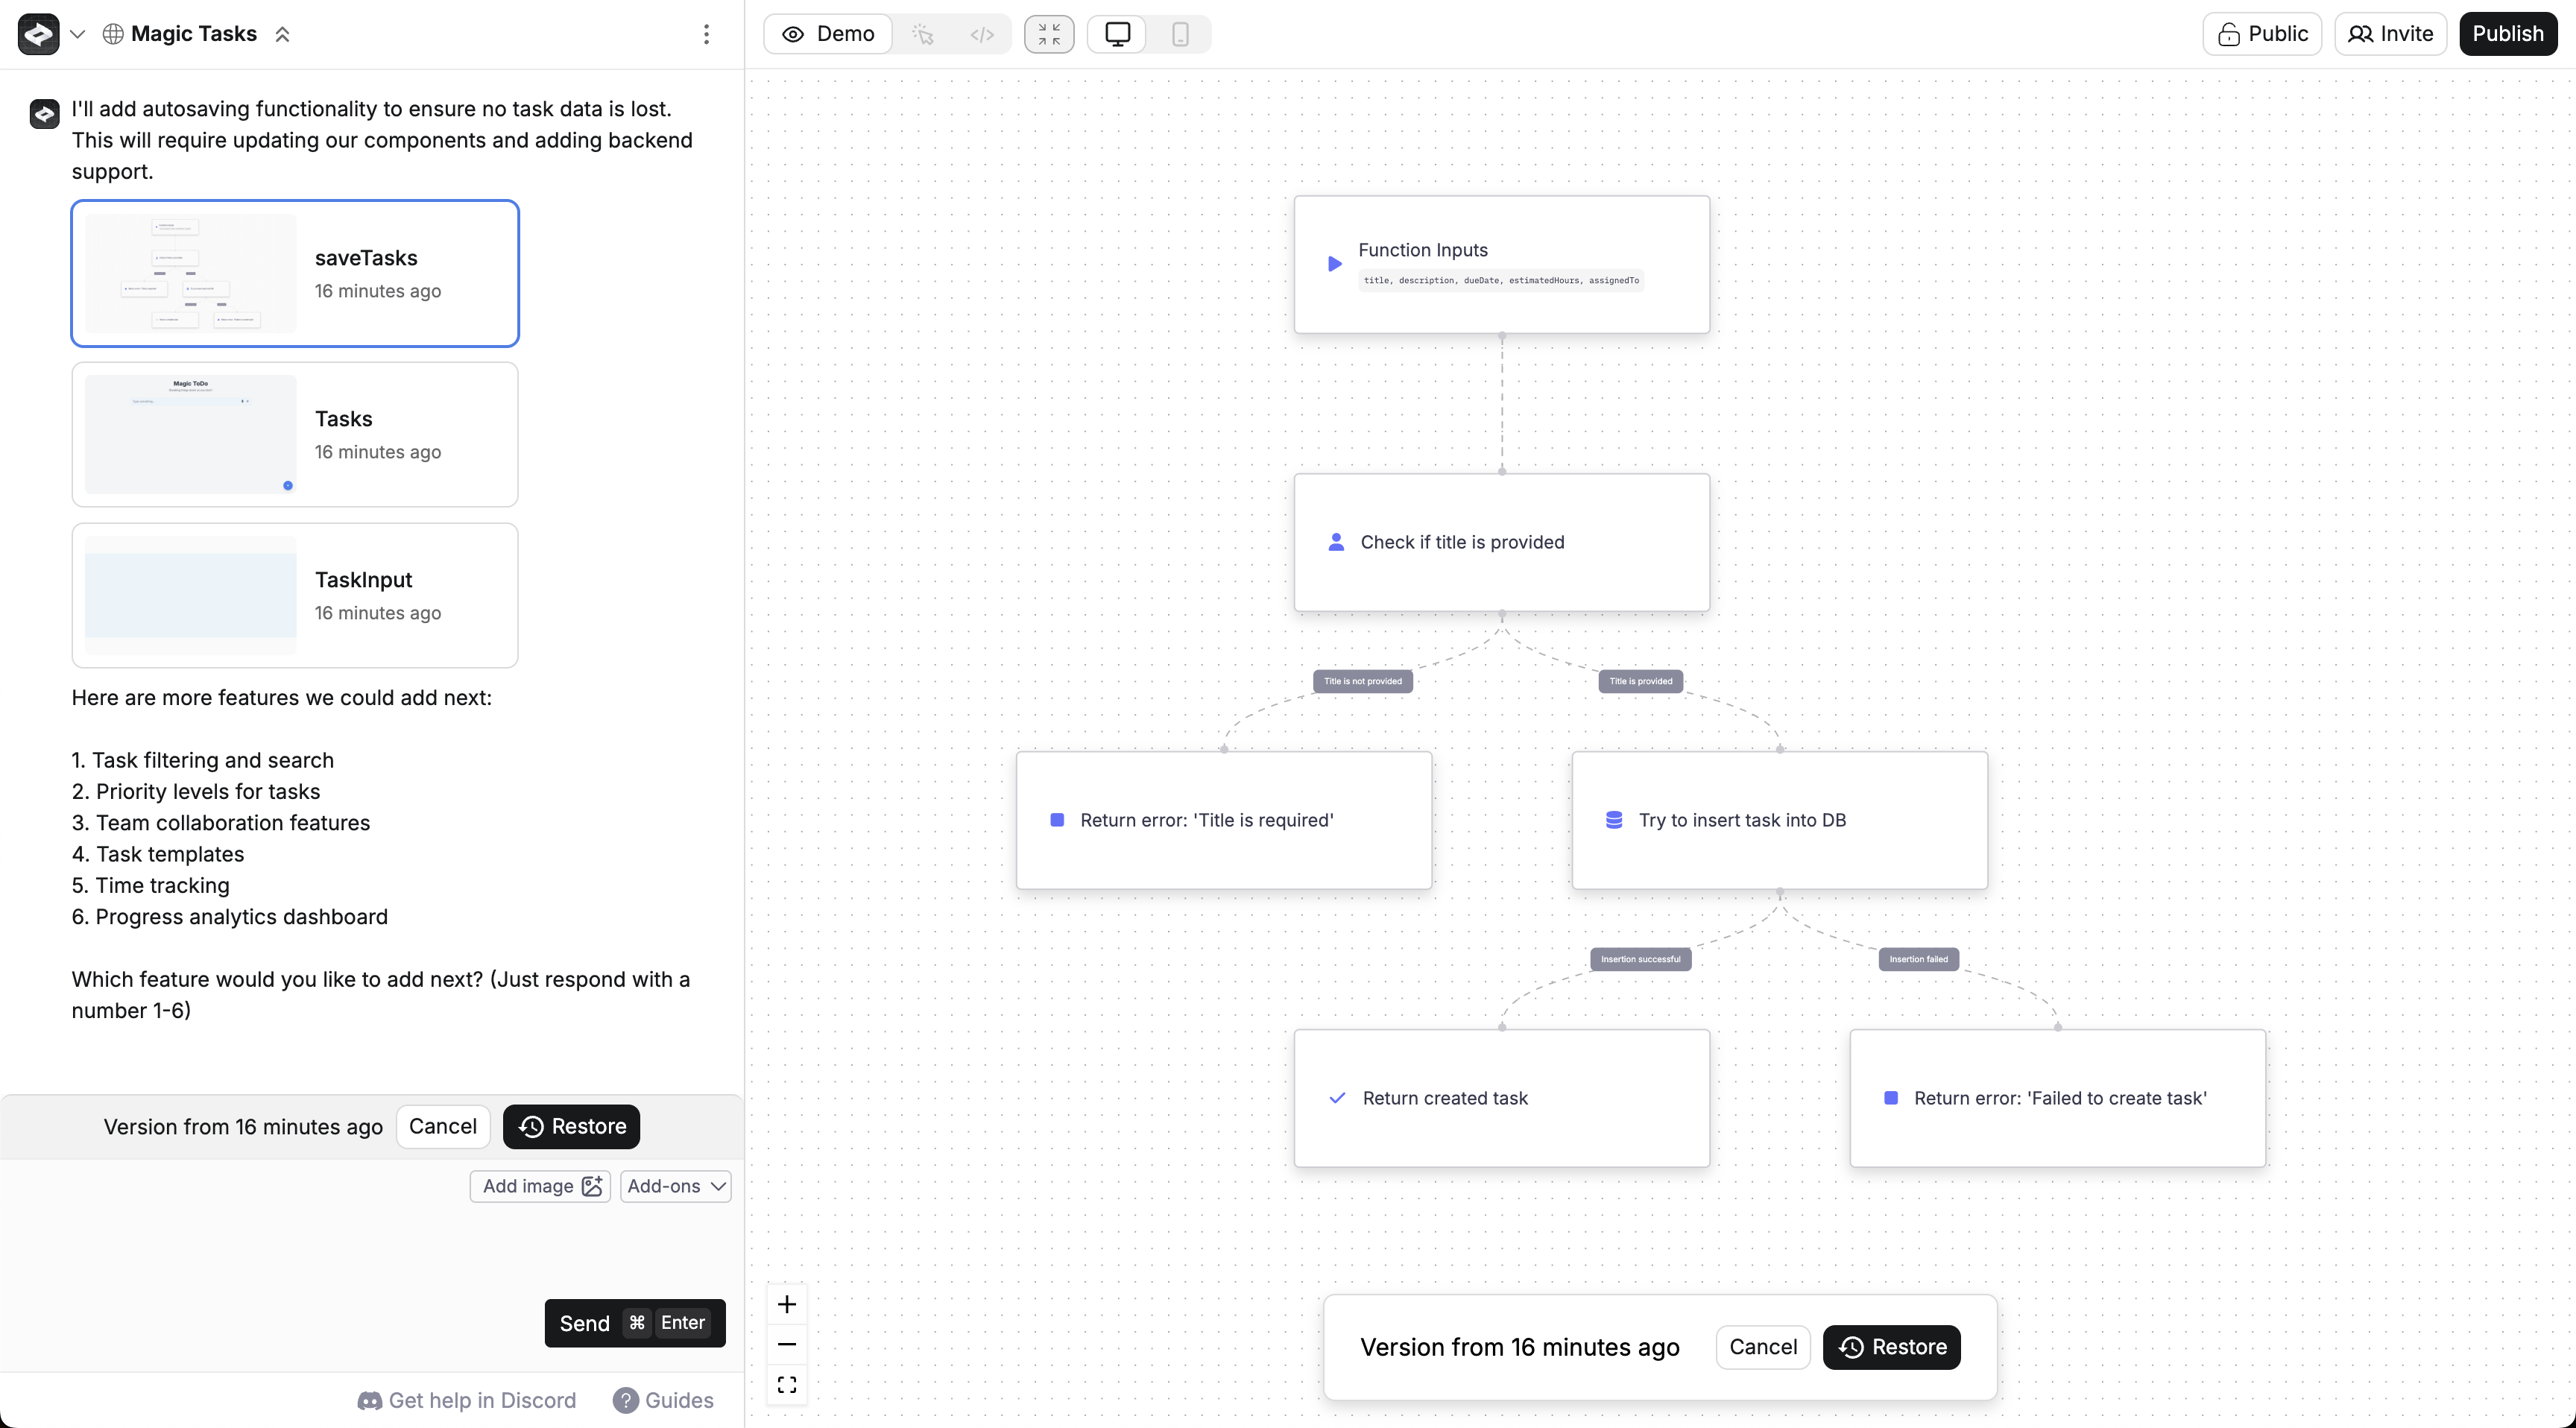 Magic Tasks
Demo
Public
Invite
Publish
I'll add autosaving functionality to ensure no task data is lost.
This will require updating our components and adding backend
support.
saveTasks
16 minutes ago
Magic ToDo
Tasks
16 minutes ago
TaskInput
16 minutes ago
Here are more features we could add next:
1. Task filtering and search
2. Priority levels for tasks
3. Team collaboration features
4. Task templates
5. Time tracking
6. Progress analytics dashboard
Which feature would you like to add next? (Just respond with a
number 1-6)
Version from 16 minutes ago
Cancel
Restore
Add image
Add-ons
Send ⌘ Enter
Get help in Discord
Guides
Function Inputs
title, description, dueDate, estimatedHours, assignedTo
Check if title is provided
Title is not provided
Title is provided
Return error: 'Title is required'
Try to insert task into DB
Insertion successful
Insertion failed
Return created task
Return error: 'Failed to create task'
Version from 16 minutes ago
Cancel
Restore